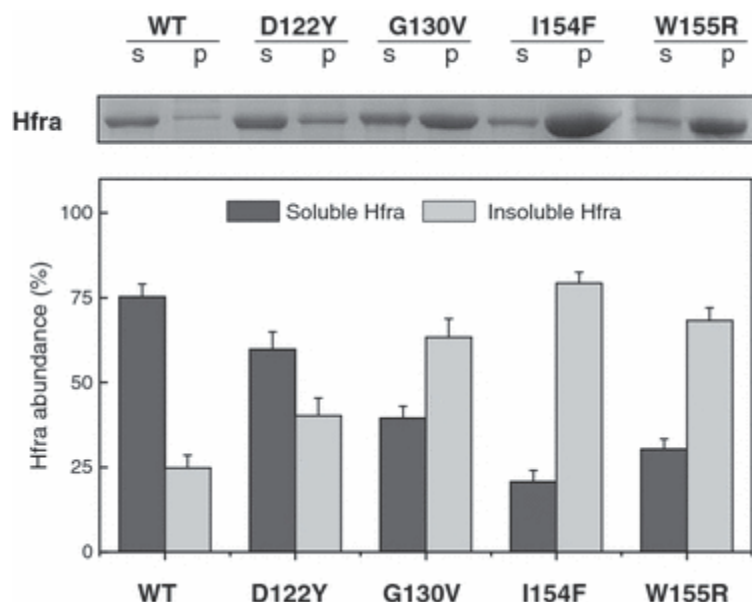 WT D122Y G130V I154F W155R
s p s p s p s p s p
Hfra
Soluble Hfra Insoluble Hfra
100
75
50
25
0
Hfra abundance (%)
WT D122Y G130V I154F W155R